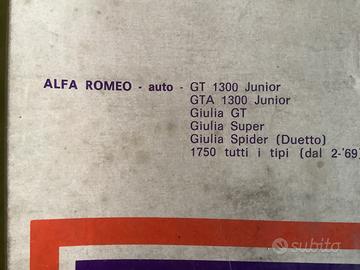 ALFA ROMEO - auto - GT 1300 Junior
GTA 1300 Junior
Giulia GT
Giulia Super
Giulia Spider (Duetto)
1750 tutti i tipi (dal 2-'69)
subito